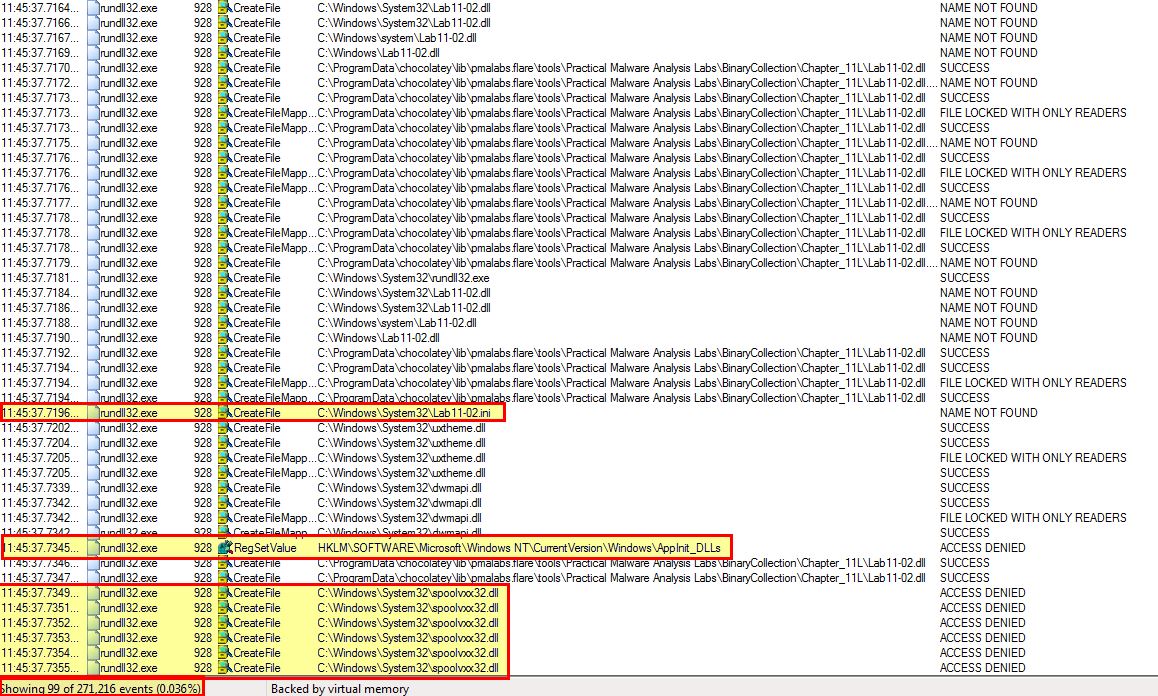 11:45:37.7164... rundll32.exe 928 CreateFile C:\Windows\System32\Lab11-02.dll NAME NOT FOUND
11:45:37.7166... rundll32.exe 928 CreateFile C:\Windows\System32\Lab11-02.dll NAME NOT FOUND
11:45:37.7167... rundll32.exe 928 CreateFile C:\Windows\system\Lab11-02.dll NAME NOT FOUND
11:45:37.7169... rundll32.exe 928 CreateFile C:\Windows\Lab11-02.dll NAME NOT FOUND
11:45:37.7170... rundll32.exe 928 CreateFile C:\ProgramData\chocolatey\lib\pmalabs.flare\tools\Practical Malware Analysis Labs\BinaryCollection\Chapter_11L\Lab11-02.dll SUCCESS
11:45:37.7172... rundll32.exe 928 CreateFile C:\ProgramData\chocolatey\lib\pmalabs.flare\tools\Practical Malware Analysis Labs\BinaryCollection\Chapter_11L\Lab11-02.dll.... NAME NOT FOUND
11:45:37.7173... rundll32.exe 928 CreateFile C:\ProgramData\chocolatey\lib\pmalabs.flare\tools\Practical Malware Analysis Labs\BinaryCollection\Chapter_11L\Lab11-02.dll SUCCESS
11:45:37.7173... rundll32.exe 928 CreateFileMapp... C:\ProgramData\chocolatey\lib\pmalabs.flare\tools\Practical Malware Analysis Labs\BinaryCollection\Chapter_11L\Lab11-02.dll FILE LOCKED WITH ONLY READERS
11:45:37.7173... rundll32.exe 928 CreateFileMapp... C:\ProgramData\chocolatey\lib\pmalabs.flare\tools\Practical Malware Analysis Labs\BinaryCollection\Chapter_11L\Lab11-02.dll SUCCESS
11:45:37.7175... rundll32.exe 928 CreateFile C:\ProgramData\chocolatey\lib\pmalabs.flare\tools\Practical Malware Analysis Labs\BinaryCollection\Chapter_11L\Lab11-02.dll.... NAME NOT FOUND
11:45:37.7176... rundll32.exe 928 CreateFile C:\ProgramData\chocolatey\lib\pmalabs.flare\tools\Practical Malware Analysis Labs\BinaryCollection\Chapter_11L\Lab11-02.dll SUCCESS
11:45:37.7176... rundll32.exe 928 CreateFileMapp... C:\ProgramData\chocolatey\lib\pmalabs.flare\tools\Practical Malware Analysis Labs\BinaryCollection\Chapter_11L\Lab11-02.dll FILE LOCKED WITH ONLY READERS
11:45:37.7176... rundll32.exe 928 CreateFileMapp... C:\ProgramData\chocolatey\lib\pmalabs.flare\tools\Practical Malware Analysis Labs\BinaryCollection\Chapter_11L\Lab11-02.dll SUCCESS
11:45:37.7177... rundll32.exe 928 CreateFile C:\ProgramData\chocolatey\lib\pmalabs.flare\tools\Practical Malware Analysis Labs\BinaryCollection\Chapter_11L\Lab11-02.dll.... NAME NOT FOUND
11:45:37.7178... rundll32.exe 928 CreateFile C:\ProgramData\chocolatey\lib\pmalabs.flare\tools\Practical Malware Analysis Labs\BinaryCollection\Chapter_11L\Lab11-02.dll SUCCESS
11:45:37.7178... rundll32.exe 928 CreateFileMapp... C:\ProgramData\chocolatey\lib\pmalabs.flare\tools\Practical Malware Analysis Labs\BinaryCollection\Chapter_11L\Lab11-02.dll FILE LOCKED WITH ONLY READERS
11:45:37.7178... rundll32.exe 928 CreateFileMapp... C:\ProgramData\chocolatey\lib\pmalabs.flare\tools\Practical Malware Analysis Labs\BinaryCollection\Chapter_11L\Lab11-02.dll SUCCESS
11:45:37.7179... rundll32.exe 928 CreateFile C:\ProgramData\chocolatey\lib\pmalabs.flare\tools\Practical Malware Analysis Labs\BinaryCollection\Chapter_11L\Lab11-02.dll.... NAME NOT FOUND
11:45:37.7181... rundll32.exe 928 CreateFile C:\Windows\System32\rundll32.exe SUCCESS
11:45:37.7184... rundll32.exe 928 CreateFile C:\Windows\System32\Lab11-02.dll NAME NOT FOUND
11:45:37.7186... rundll32.exe 928 CreateFile C:\Windows\System32\Lab11-02.dll NAME NOT FOUND
11:45:37.7188... rundll32.exe 928 CreateFile C:\Windows\system\Lab11-02.dll NAME NOT FOUND
11:45:37.7190... rundll32.exe 928 CreateFile C:\Windows\Lab11-02.dll NAME NOT FOUND
11:45:37.7192... rundll32.exe 928 CreateFile C:\ProgramData\chocolatey\lib\pmalabs.flare\tools\Practical Malware Analysis Labs\BinaryCollection\Chapter_11L\Lab11-02.dll SUCCESS
11:45:37.7194... rundll32.exe 928 CreateFile C:\ProgramData\chocolatey\lib\pmalabs.flare\tools\Practical Malware Analysis Labs\BinaryCollection\Chapter_11L\Lab11-02.dll SUCCESS
11:45:37.7194... rundll32.exe 928 CreateFileMapp... C:\ProgramData\chocolatey\lib\pmalabs.flare\tools\Practical Malware Analysis Labs\BinaryCollection\Chapter_11L\Lab11-02.dll FILE LOCKED WITH ONLY READERS
11:45:37.7194... rundll32.exe 928 CreateFileMapp... C:\ProgramData\chocolatey\lib\pmalabs.flare\tools\Practical Malware Analysis Labs\BinaryCollection\Chapter_11L\Lab11-02.dll SUCCESS
11:45:37.7196... rundll32.exe 928 CreateFile C:\Windows\System32\Lab11-02.ini NAME NOT FOUND
11:45:37.7202... rundll32.exe 928 CreateFile C:\Windows\System32\uxtheme.dll SUCCESS
11:45:37.7204... rundll32.exe 928 CreateFile C:\Windows\System32\uxtheme.dll SUCCESS
11:45:37.7205... rundll32.exe 928 CreateFileMapp... C:\Windows\System32\uxtheme.dll FILE LOCKED WITH ONLY READERS
11:45:37.7205... rundll32.exe 928 CreateFileMapp... C:\Windows\System32\uxtheme.dll SUCCESS
11:45:37.7339... rundll32.exe 928 CreateFile C:\Windows\System32\dwmapi.dll SUCCESS
11:45:37.7342... rundll32.exe 928 CreateFile C:\Windows\System32\dwmapi.dll SUCCESS
11:45:37.7342... rundll32.exe 928 CreateFileMapp... C:\Windows\System32\dwmapi.dll FILE LOCKED WITH ONLY READERS
11:45:37.7342... rundll32.exe 928 CreateFileMapp... C:\Windows\System32\dwmapi.dll SUCCESS
11:45:37.7345... rundll32.exe 928 RegSetValue HKLM\SOFTWARE\Microsoft\Windows NT\CurrentVersion\Windows\AppInit_DLLs ACCESS DENIED
11:45:37.7346... rundll32.exe 928 CreateFile C:\ProgramData\chocolatey\lib\pmalabs.flare\tools\Practical Malware Analysis Labs\BinaryCollection\Chapter_11L\Lab11-02.dll SUCCESS
11:45:37.7347... rundll32.exe 928 CreateFile C:\ProgramData\chocolatey\lib\pmalabs.flare\tools\Practical Malware Analysis Labs\BinaryCollection\Chapter_11L\Lab11-02.dll SUCCESS
11:45:37.7349... rundll32.exe 928 CreateFile C:\Windows\System32\spoolvxx32.dll ACCESS DENIED
11:45:37.7351... rundll32.exe 928 CreateFile C:\Windows\System32\spoolvxx32.dll ACCESS DENIED
11:45:37.7352... rundll32.exe 928 CreateFile C:\Windows\System32\spoolvxx32.dll ACCESS DENIED
11:45:37.7353... rundll32.exe 928 CreateFile C:\Windows\System32\spoolvxx32.dll ACCESS DENIED
11:45:37.7354... rundll32.exe 928 CreateFile C:\Windows\System32\spoolvxx32.dll ACCESS DENIED
11:45:37.7355... rundll32.exe 928 CreateFile C:\Windows\System32\spoolvxx32.dll ACCESS DENIED
Showing 99 of 271,216 events (0.036%) Backed by virtual memory